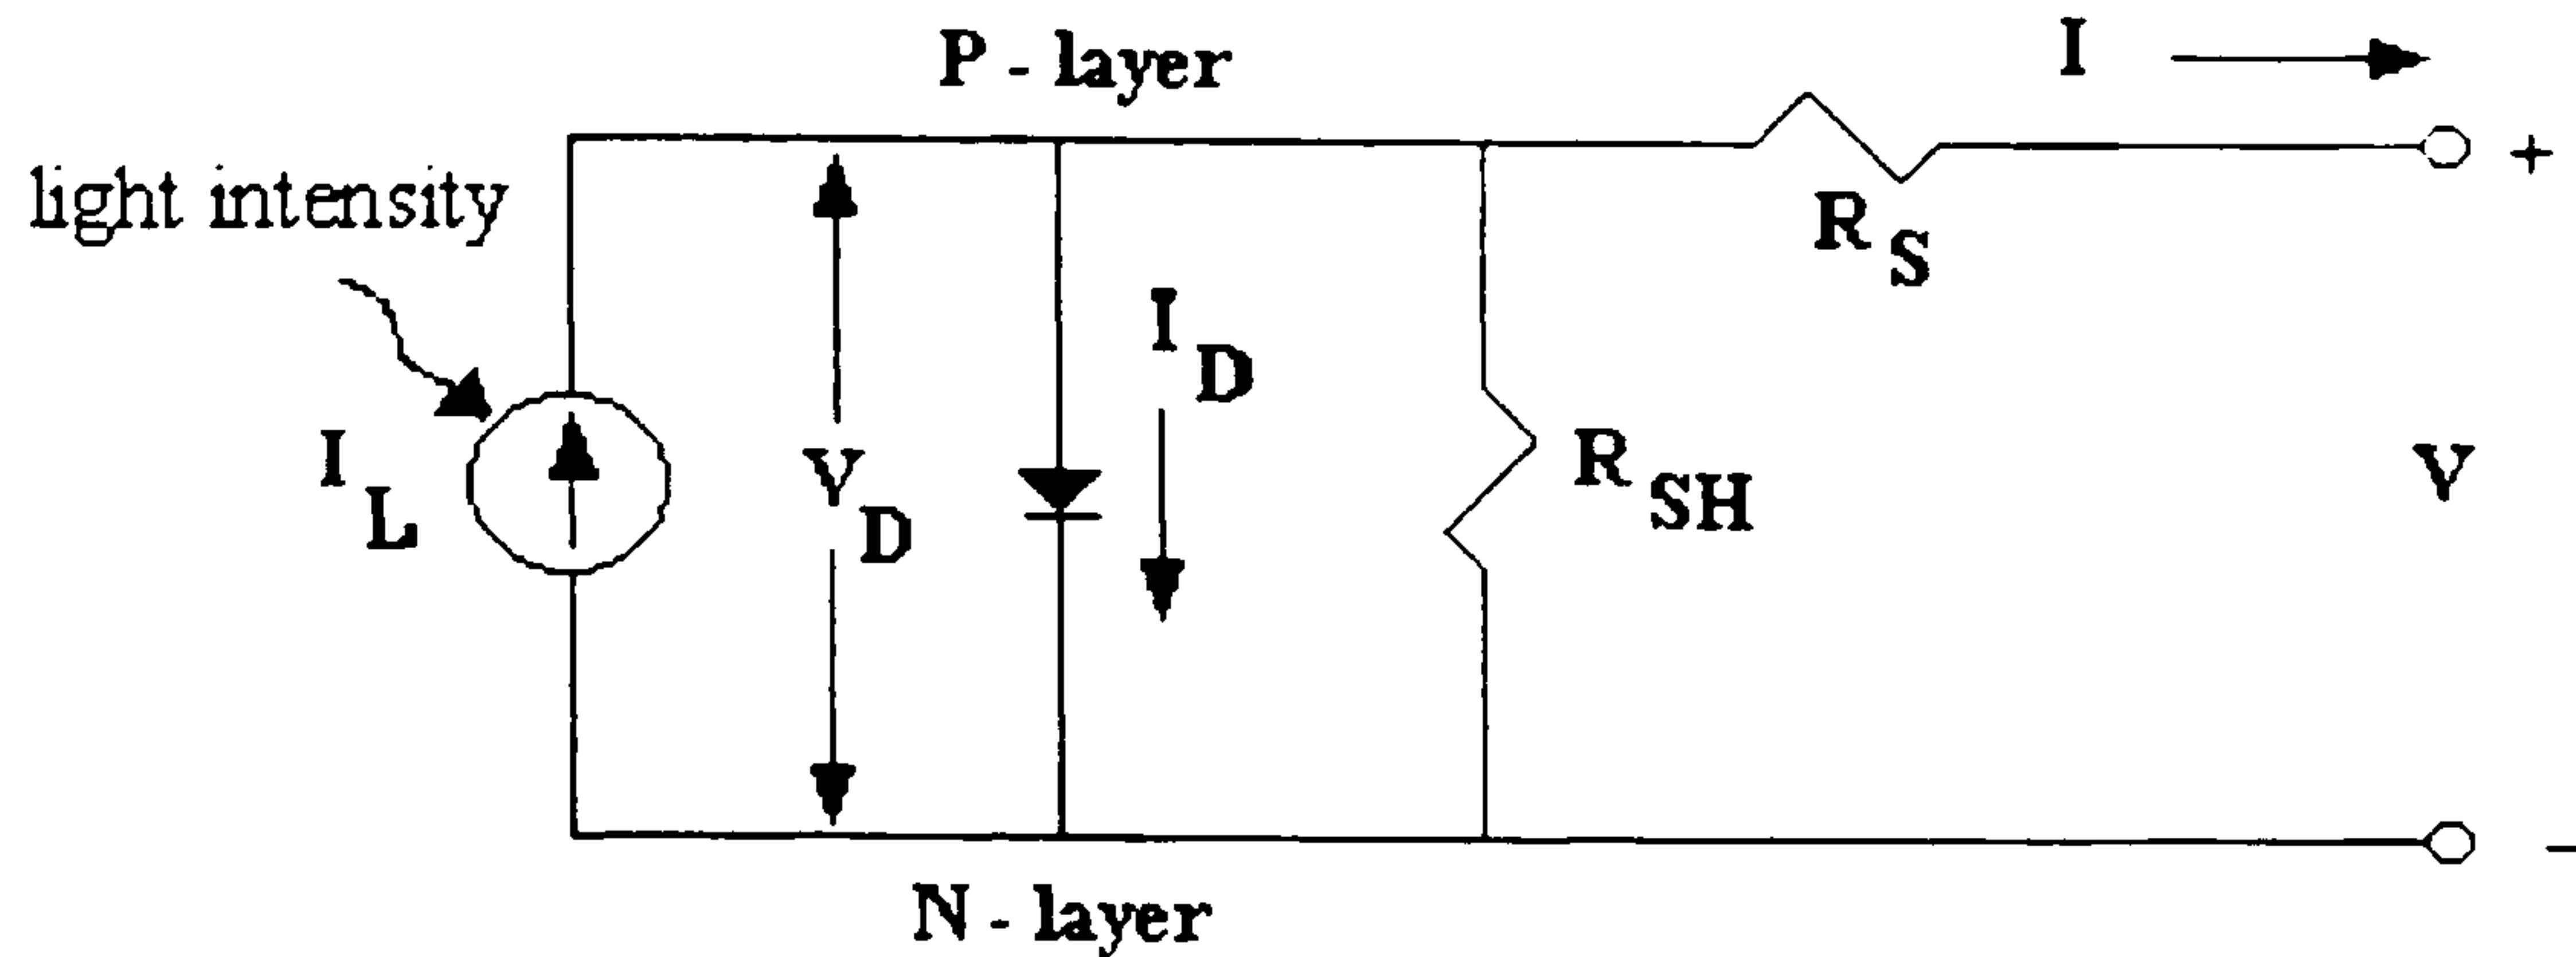 P - layer
I
+
light intensity
R S
I D
I L
V D
R SH
V
-
N - layer